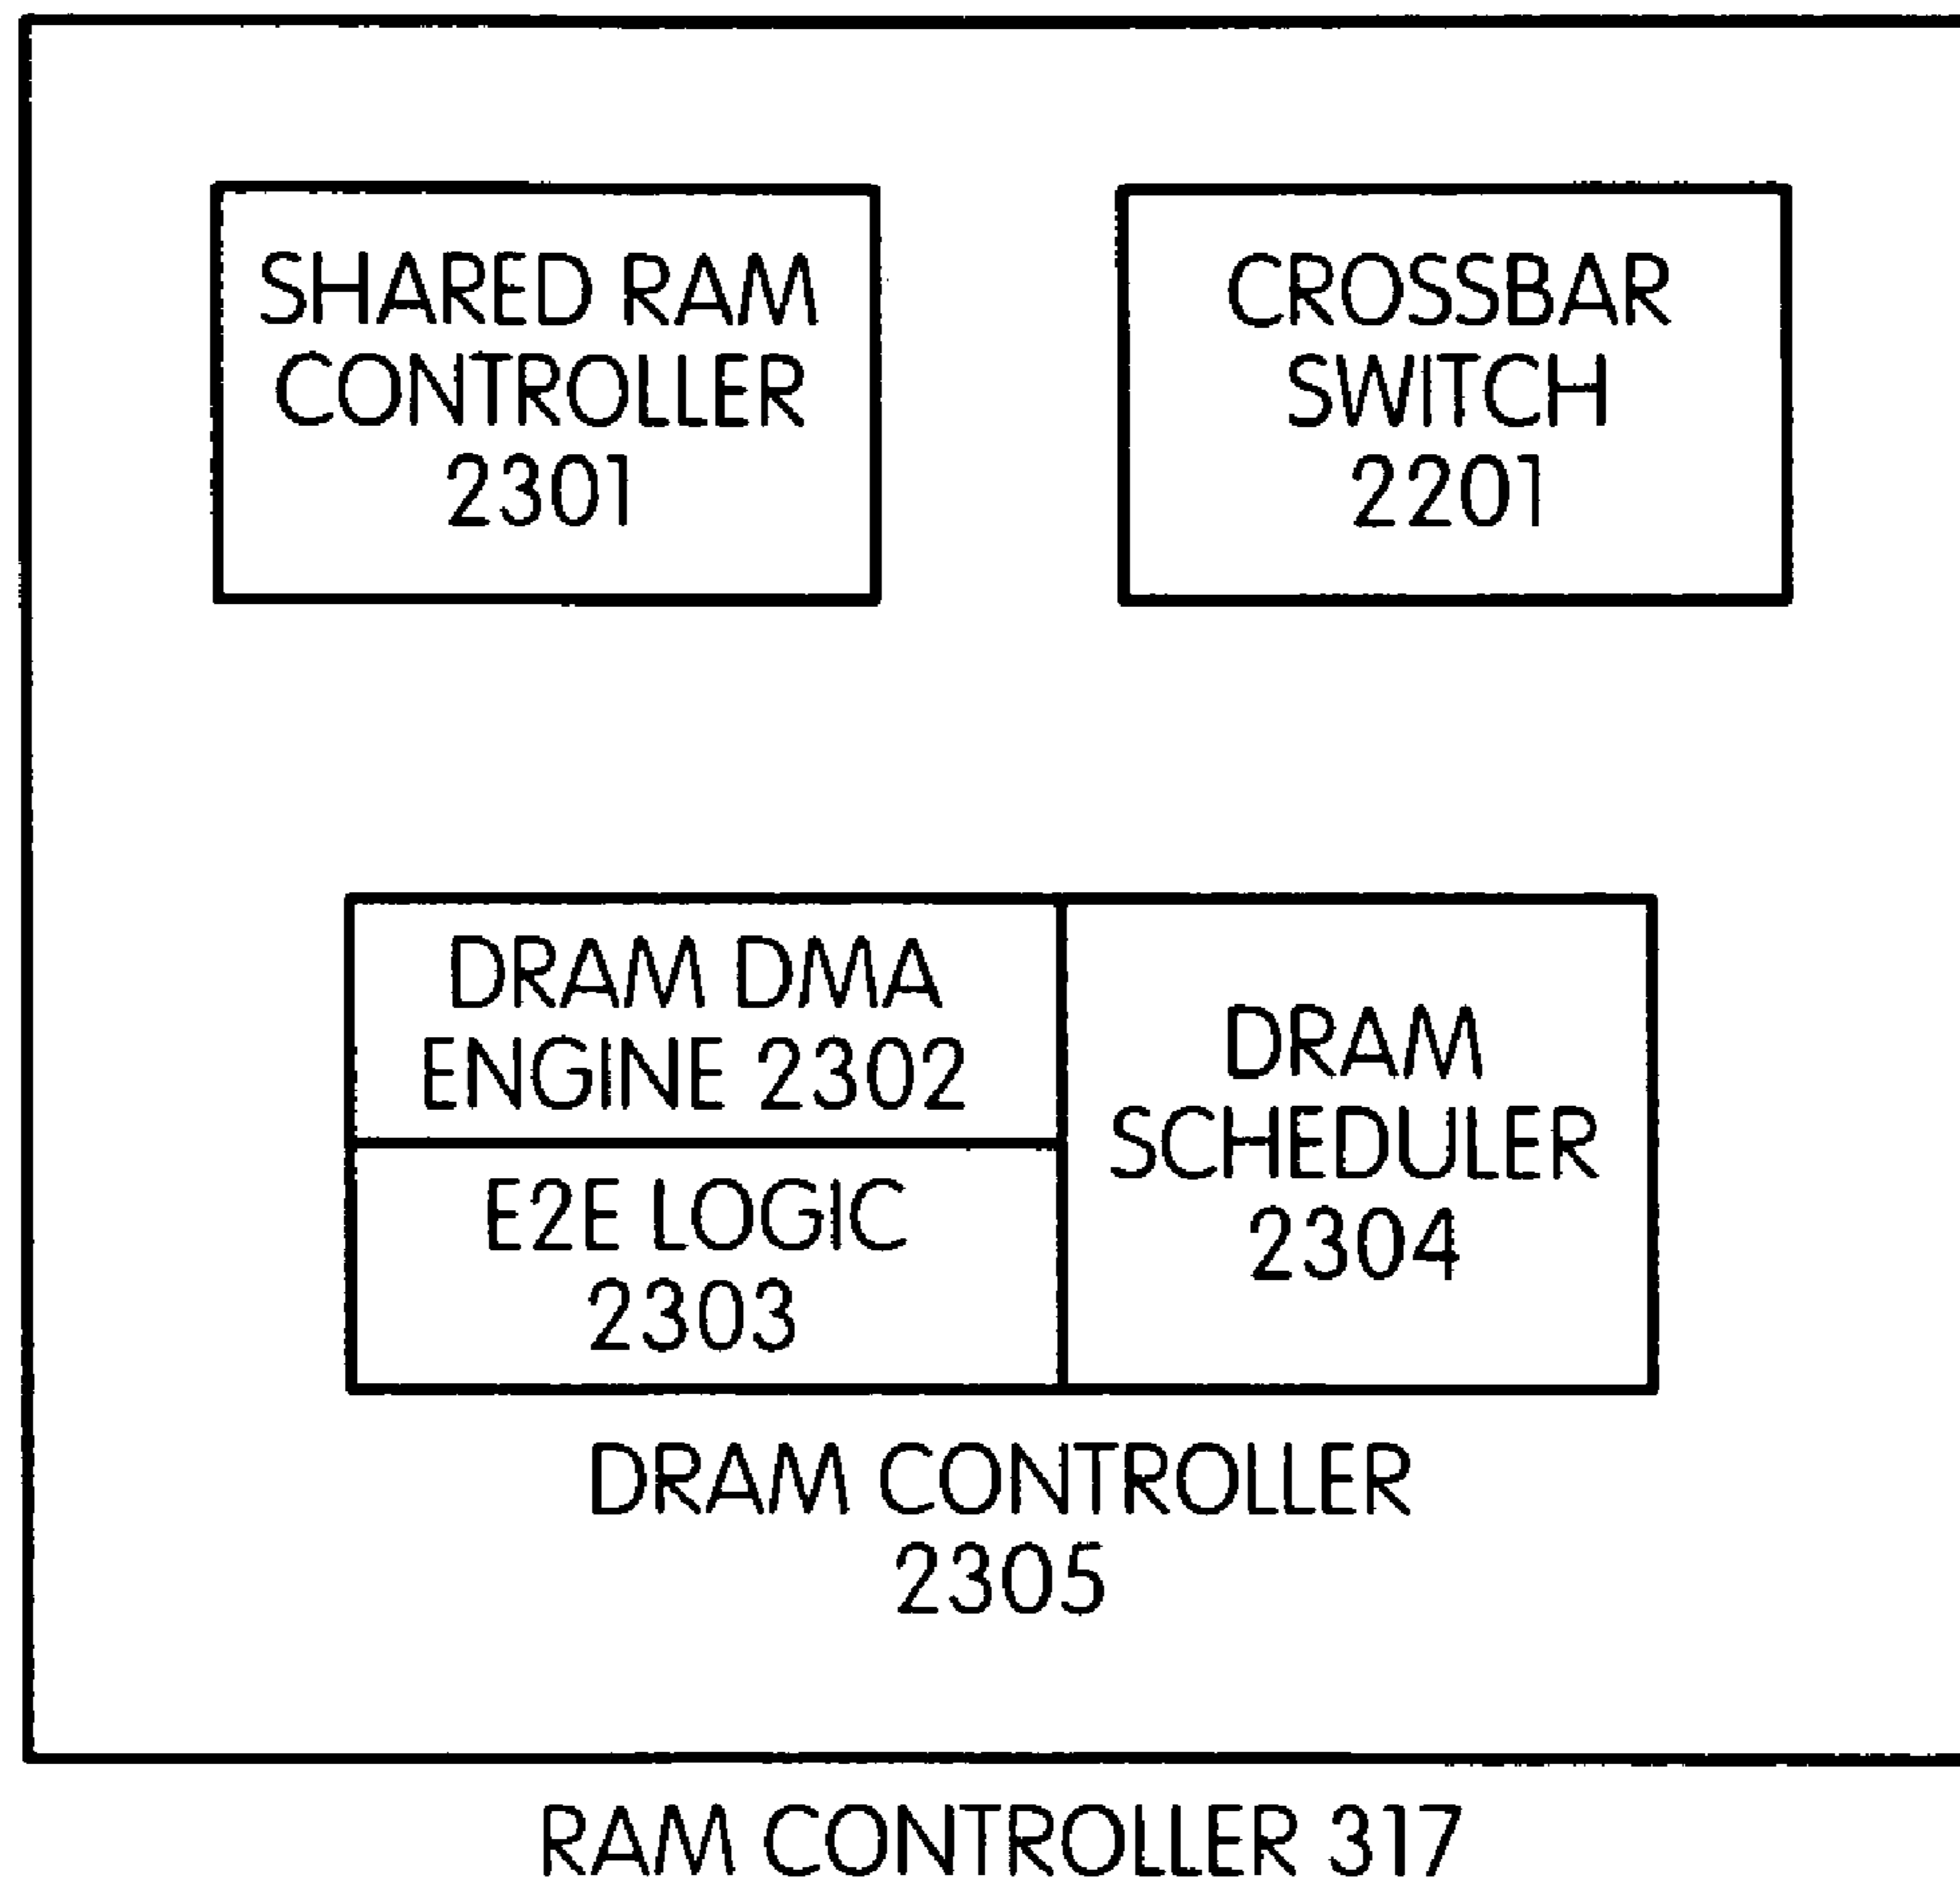 SHARED RAM
CONTROLLER
2301
CROSSBAR
SWITCH
2201
DRAM DMA
ENGINE 2302
E2E LOGIC
2303
DRAM
SCHEDULER
2304
DRAM CONTROLLER
2305
RAM CONTROLLER 317